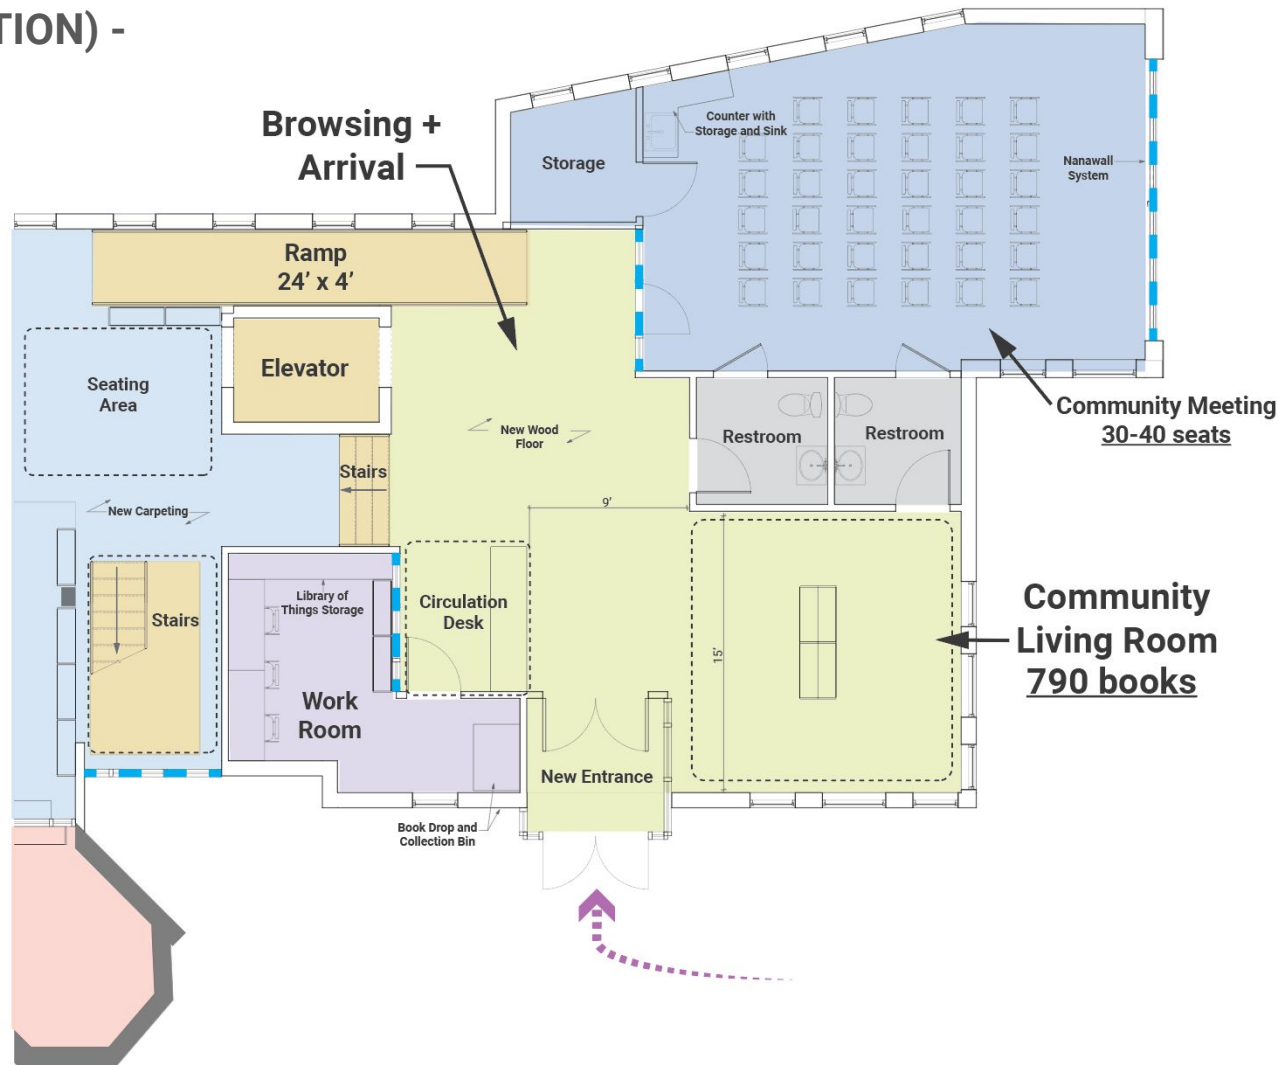 TION) -
Browsing +
Arrival
Counter with
Storage and Sink
Storage
Nanawall
System
Ramp
24’ x 4’
Elevator
Seating
Area
Community Meeting
30-40 seats
New Wood
Floor
Restroom
Restroom
Stairs
New Carpeting
9’
Library of
Things Storage
Circulation
Desk
Stairs
15’
Community
Living Room
790 books
Work
Room
New Entrance
Book Drop and
Collection Bin